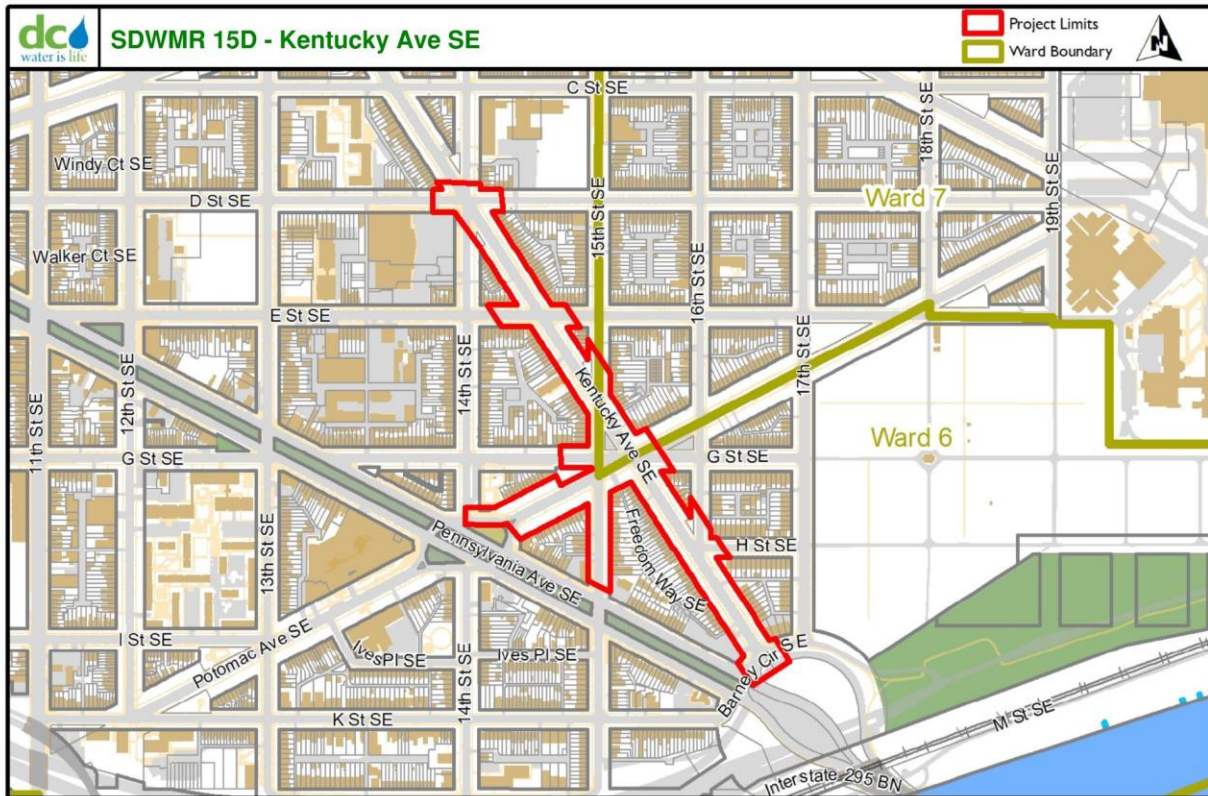 dc
water is life
SDWMR 15D - Kentucky Ave SE
Project Limits
Ward Boundary
N
C St SE
Windy Ct SE
D St SE
15th St SE
18th St SE
Ward 7
19th St SE
Walker Ct SE
16th St SE
E St SE
17th St SE
12th St SE
14th St SE
Kentucky Ave SE
11th St SE
Ward 6
G St SE
G St SE
Kentucky Ave SE
13th St SE
Pennsylvania Ave SE
Freedom Way SE
H St SE
I St SE
Potomac Ave SE
Ives Pl SE
Ives Pl SE
14th St SE
Barney Cir S E
K St SE
M St SE
Interstate 295 BN